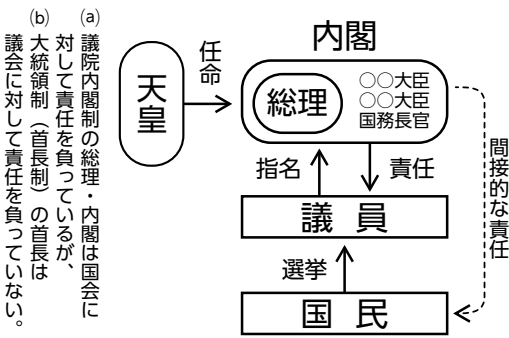 (a) 議院内閣制の総理・内閣は国会に
対して責任を負っているが、
(b) 大統領制（首長制）の首長は
議会に対して責任を負っていない。
天皇
任命
内閣
総理
○○大臣
○○大臣
国務長官
指名
責任
議員
選挙
国民
間接的な責任